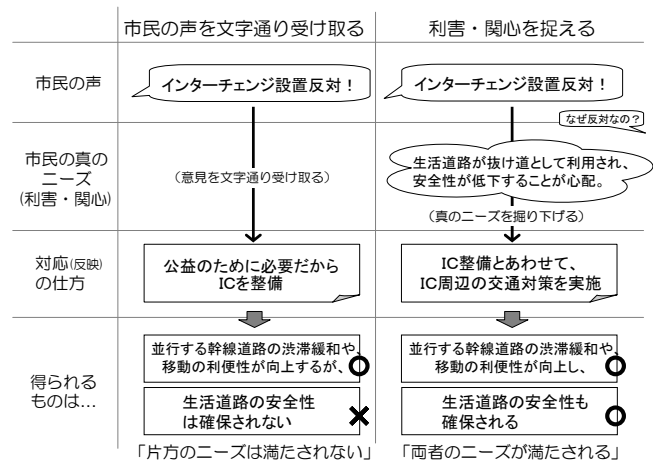 市民の声を文字通り受け取る
利害・関心を捉える
市民の声
インターチェンジ設置反対！
インターチェンジ設置反対！
なぜ反対なの？
市民の真の
ニーズ
(利害・関心)
（意見を文字通り受け取る）
生活道路が抜け道として利用され、
安全性が低下することが心配。
（真のニーズを掘り下げる）
対応(反映)
の仕方
公益のために必要だから
ICを整備
IC整備とあわせて、
IC周辺の交通対策を実施
得られる
ものは…
並行する幹線道路の渋滞緩和や、
移動の利便性が向上するが、
生活道路の安全性
は確保されない
「片方のニーズは満たされない」
並行する幹線道路の渋滞緩和や、
移動の利便性が向上し、
生活道路の安全性も
確保される
「両者のニーズが満たされる」